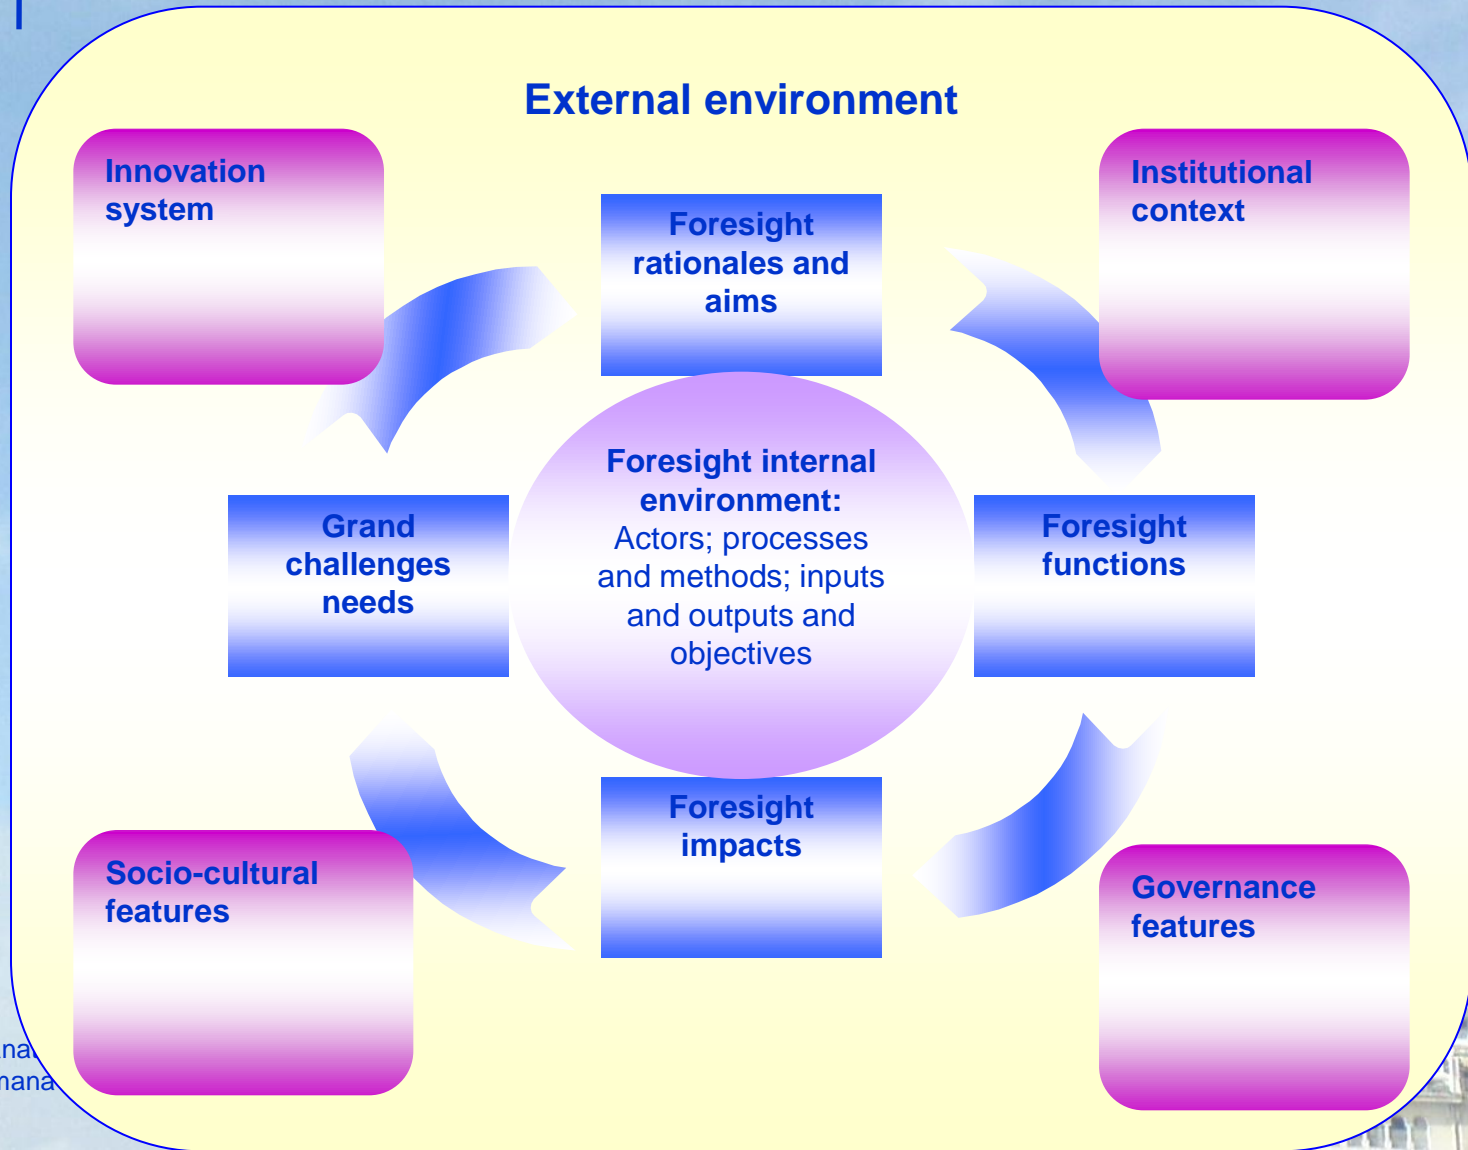 External environment
Innovation
system
Institutional
context
Foresight
rationales and
aims
Foresight internal
environment:
Actors; processes
and methods; inputs
and outputs and
objectives
Grand
challenges
needs
Foresight
functions
Foresight
impacts
Socio-cultural
features
Governance
features